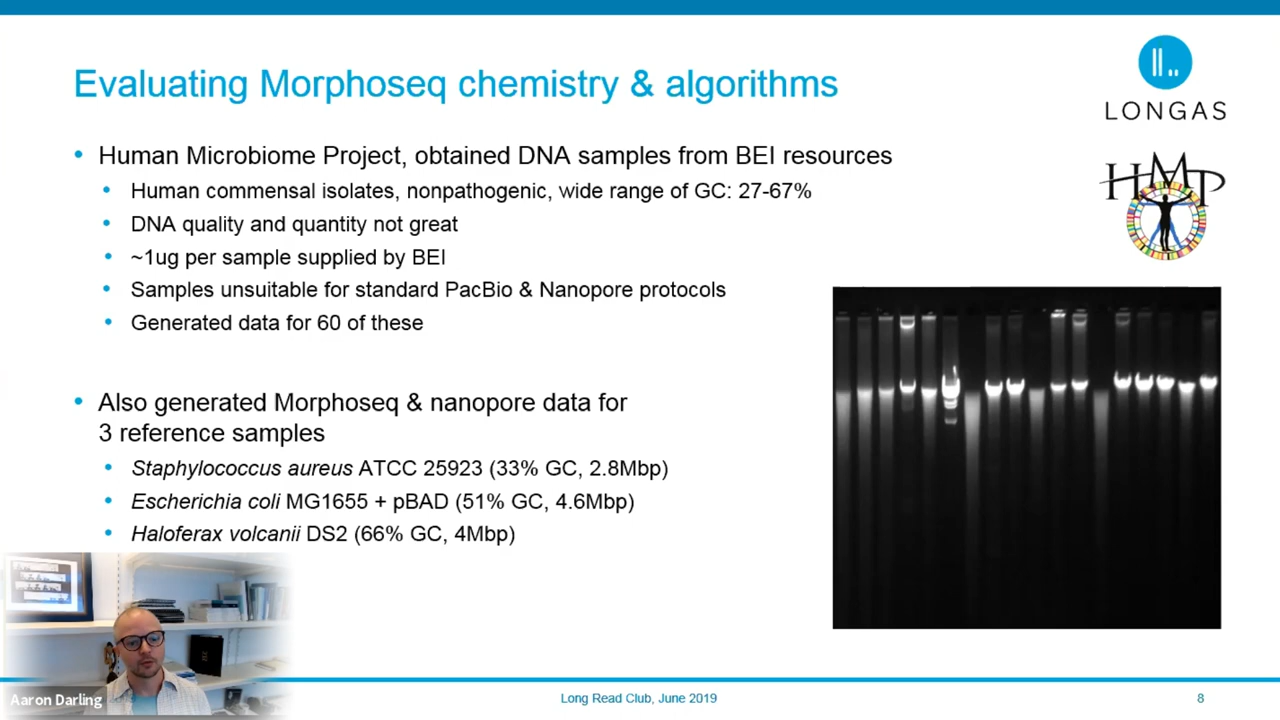 Evaluating Morphoseq chemistry & algorithms
LONGAS
HMP
• Human Microbiome Project, obtained DNA samples from BEI resources
• Human commensal isolates, nonpathogenic, wide range of GC: 27-67%
• DNA quality and quantity not great
• ~1ug per sample supplied by BEI
• Samples unsuitable for standard PacBio & Nanopore protocols
• Generated data for 60 of these
• Also generated Morphoseq & nanopore data for
3 reference samples
• Staphylococcus aureus ATCC 25923 (33% GC, 2.8Mbp)
• Escherichia coli MG1655 + pBAD (51% GC, 4.6Mbp)
• Haloferax volcanii DS2 (66% GC, 4Mbp)
Aaron Darling
Long Read Club, June 2019
8